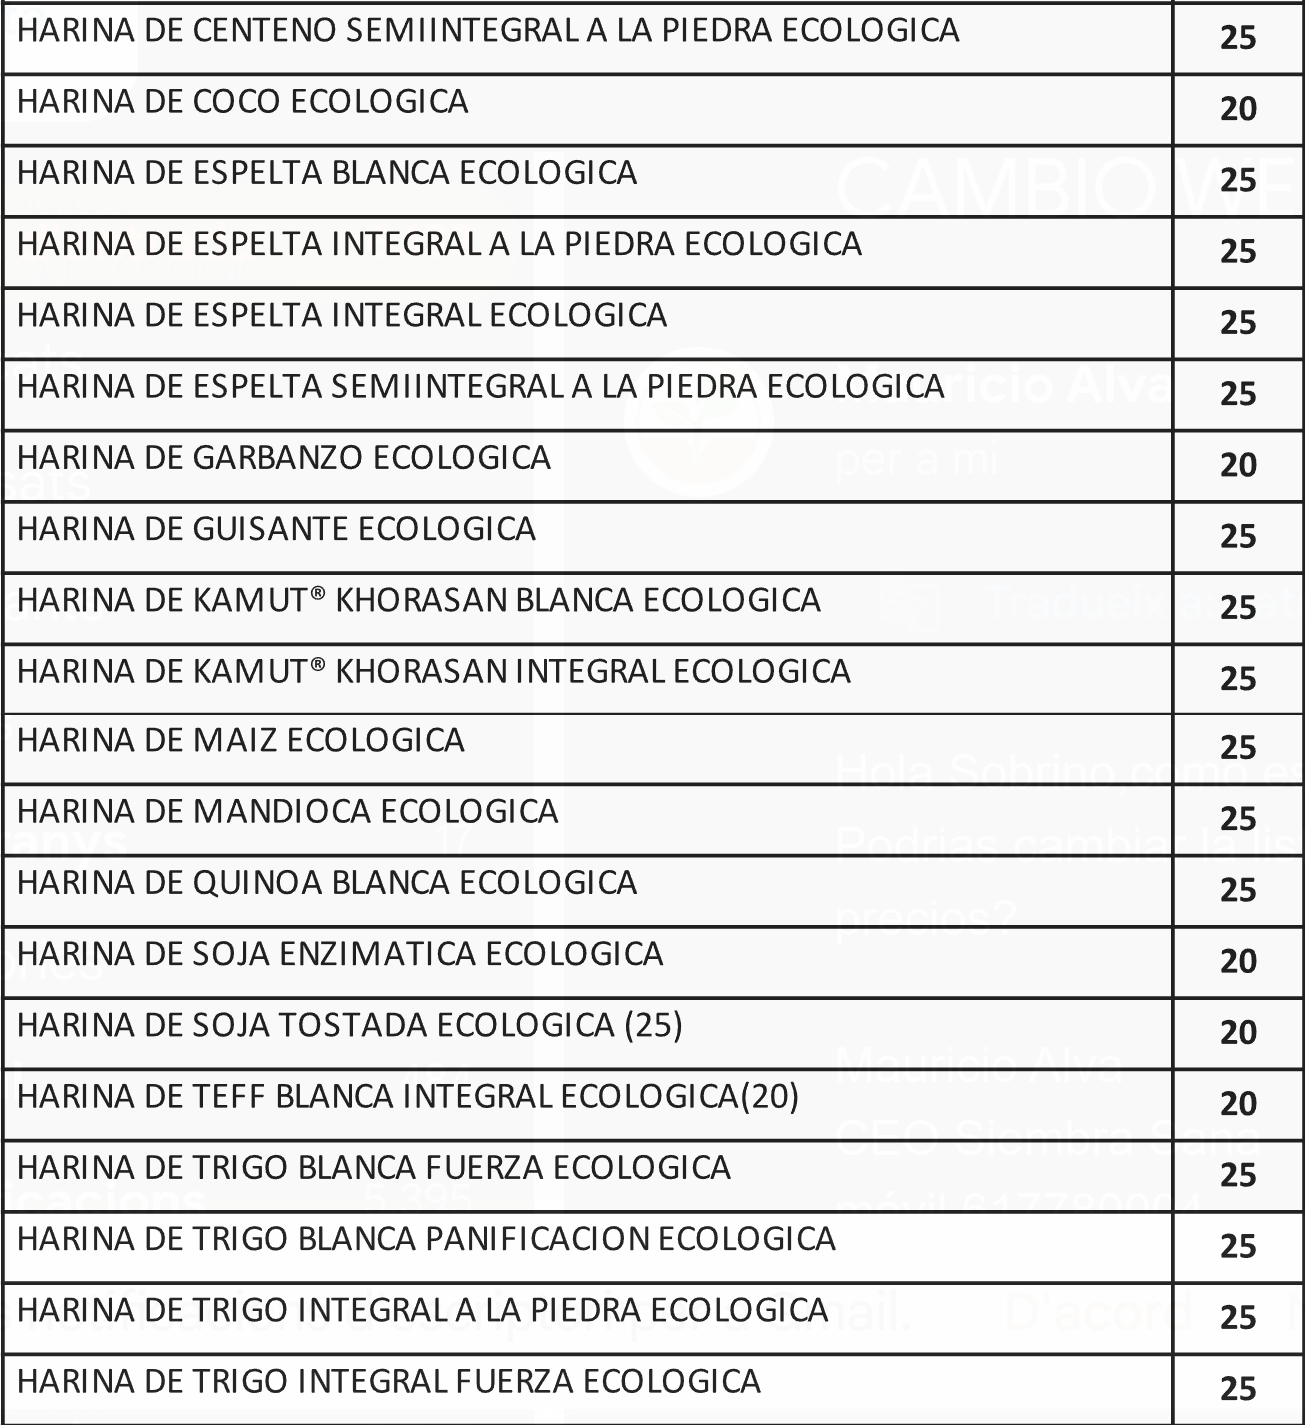 HARINA DE CENTENO SEMIINTEGRAL A LA PIEDRA ECOLOGICA 25
HARINA DE COCO ECOLOGICA 20
HARINA DE ESPELTA BLANCA ECOLOGICA 25
HARINA DE ESPELTA INTEGRAL A LA PIEDRA ECOLOGICA 25
HARINA DE ESPELTA INTEGRAL ECOLOGICA 25
HARINA DE ESPELTA SEMIINTEGRAL A LA PIEDRA ECOLOGICA 25
HARINA DE GARBANZO ECOLOGICA 20
HARINA DE GUISANTE ECOLOGICA 25
HARINA DE KAMUT® KHORASAN BLANCA ECOLOGICA 25
HARINA DE KAMUT® KHORASAN INTEGRAL ECOLOGICA 25
HARINA DE MAIZ ECOLOGICA 25
HARINA DE MANDIOCA ECOLOGICA 25
HARINA DE QUINOA BLANCA ECOLOGICA 25
HARINA DE SOJA ENZIMATICA ECOLOGICA 20
HARINA DE SOJA TOSTADA ECOLOGICA (25) 20
HARINA DE TEFF BLANCA INTEGRAL ECOLOGICA(20) 20
HARINA DE TRIGO BLANCA FUERZA ECOLOGICA 25
HARINA DE TRIGO BLANCA PANIFICACION ECOLOGICA 25
HARINA DE TRIGO INTEGRAL A LA PIEDRA ECOLOGICA 25
HARINA DE TRIGO INTEGRAL FUERZA ECOLOGICA 25